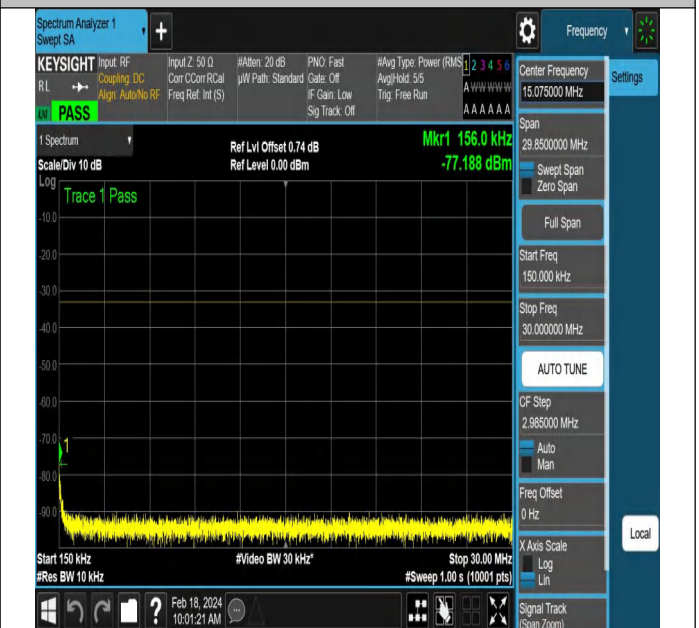 Spectrum Analyzer 1
Swept SA
Frequency
KEYSIGHT
RL
PASS
Input: RF
Coupling: DC
Align: Auto/No RF
Input Z: 50 Ω
Corr CCorr RCal
Freq Ref: Int (S)
#Atten: 20 dB
µW Path: Standard
PNO: Fast
Gate: Off
IF Gain: Low
Sig Track: Off
#Avg Type: Power (RMS
Avg|Hold: 5/5
Trig: Free Run
1 2 3 4 5 6
A W W W W W
A A A A A A
1 Spectrum
Scale/Div 10 dB
Ref Lvl Offset 0.74 dB
Ref Level 0.00 dBm
Mkr1 156.0 kHz
-77.188 dBm
Log
Trace 1 Pass
-10.0
-20.0
-30.0
-40.0
-50.0
-60.0
-70.0
1
-80.0
-90.0
Start 150 kHz
#Res BW 10 kHz
#Video BW 30 kHz*
Stop 30.00 MHz
#Sweep 1.00 s (10001 pts)
?
Feb 18, 2024
10:01:21 AM
Center Frequency
15.075000 MHz
Settings
Span
29.8500000 MHz
Swept Span
Zero Span
Full Span
Start Freq
150.000 kHz
Stop Freq
30.000000 MHz
AUTO TUNE
CF Step
2.985000 MHz
Auto
Man
Freq Offset
0 Hz
Local
X Axis Scale
Log
Lin
Signal Track
(Span Zoom)